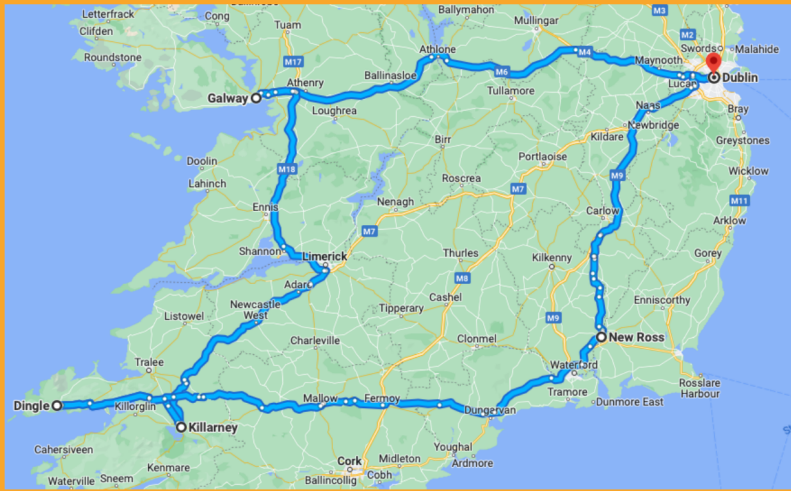 Letterfrack
Cong
Ballymahon
M3
Clifden
Tuam
Mullingar
M2
Roundstone
M17
Athlone
M4
Swords
Malahide
Maynooth
Athenry
Ballinasloe
M6
Dublin
Galway
Lucan
Loughrea
Tullamore
Naas
Bray
Newbridge
Kildare
Greystones
Birr
Portlaoise
Doolin
M18
Roscrea
M9
Wicklow
Lahinch
M7
Nenagh
M11
Ennis
Carlow
Arklow
M7
Shannon
Limerick
Thurles
Kilkenny
Gorey
M8
Adare
Cashel
Enniscorthy
Newcastle
West
Listowel
Tipperary
M9
Charleville
Clonmel
New Ross
Tralee
Waterford
Rosslare
Harbour
Tramore
Dunmore East
Dingle
Killorglin
Mallow
Fermoy
Dungarvan
Killarney
Cahersiveen
Youghal
Cork
Midleton
Ardmore
Kenmare
Waterville
Sneem
Ballincollig
Cobh